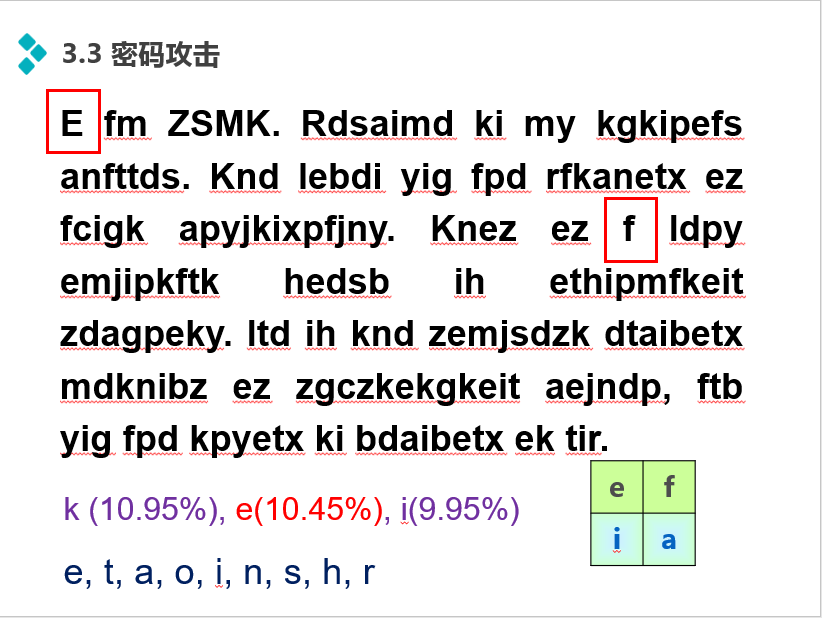 3.3 密码攻击
E fm ZSMK. Rdsaimd ki my kgkipefs
anfttds. Knd lebdi yig fpd rfkanetx ez
fcigk apyjkixpfjny. Knez ez f ldpy
emjipkftk hedsb ih ethipmfkeit
zdagpeky. Itd ih knd zemjsdzk dtaibetx
mdknibz ez zgczkekgkeit aejndp, ftb
yig fpd kpyetx ki bdaibetx ek tir.
k (10.95%), e(10.45%), i(9.95%)
e f
i a
e, t, a, o, i, n, s, h, r